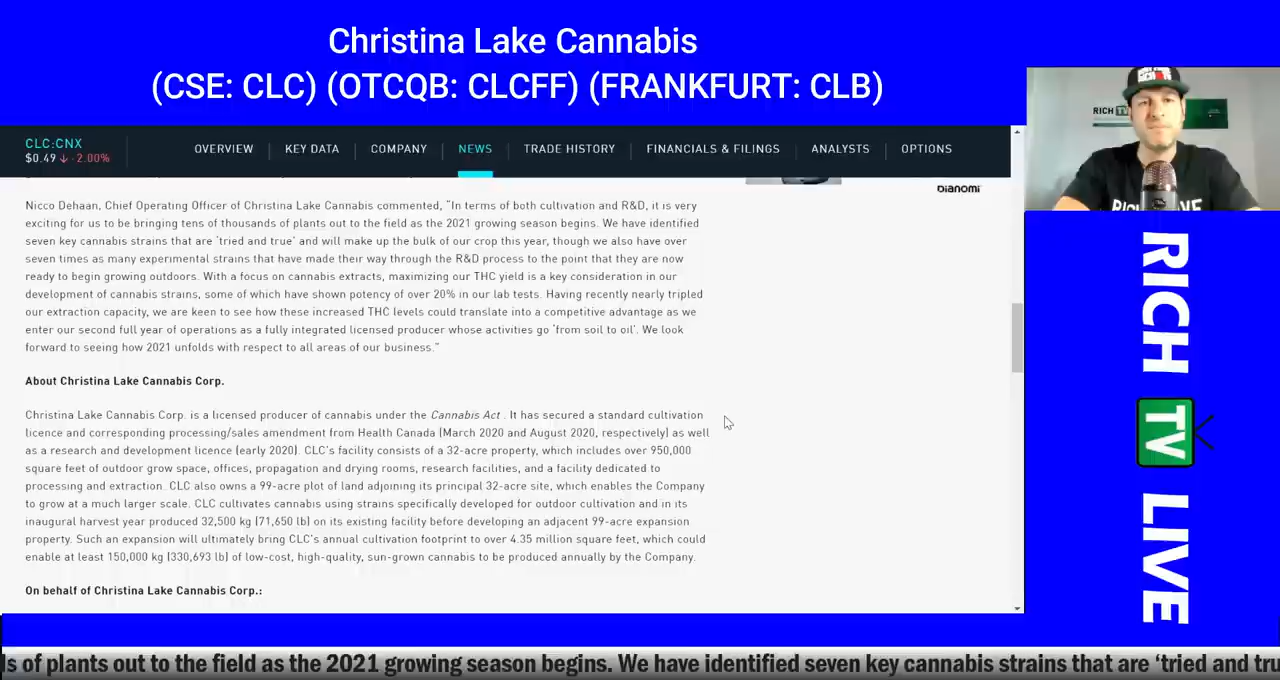 Christina Lake Cannabis
(CSE: CLC) (OTCQB: CLCFF) (FRANKFURT: CLB)
CLC:CNX
$0.49 ↓ -2.00%
OVERVIEW
KEY DATA
COMPANY
NEWS
TRADE HISTORY
FINANCIALS & FILINGS
ANALYSTS
OPTIONS
bianomi
Nicco Dehaan, Chief Operating Officer of Christina Lake Cannabis commented, “In terms of both cultivation and R&D, it is very
exciting for us to be bringing tens of thousands of plants out to the field as the 2021 growing season begins. We have identified
seven key cannabis strains that are ‘tried and true’ and will make up the bulk of our crop this year, though we also have over
seven times as many experimental strains that have made their way through the R&D process to the point that they are now
ready to begin growing outdoors. With a focus on cannabis extracts, maximizing our THC yield is a key consideration in our
development of cannabis strains, some of which have shown potency of over 20% in our lab tests. Having recently nearly tripled
our extraction capacity, we are keen to see how these increased THC levels could translate into a competitive advantage as we
enter our second full year of operations as a fully integrated licensed producer whose activities go ‘from soil to oil’. We look
forward to seeing how 2021 unfolds with respect to all areas of our business.”
About Christina Lake Cannabis Corp.
Christina Lake Cannabis Corp. is a licensed producer of cannabis under the Cannabis Act . It has secured a standard cultivation
licence and corresponding processing/sales amendment from Health Canada (March 2020 and August 2020, respectively) as well
as a research and development licence (early 2020). CLC’s facility consists of a 32-acre property, which includes over 950,000
square feet of outdoor grow space, offices, propagation and drying rooms, research facilities, and a facility dedicated to
processing and extraction. CLC also owns a 99-acre plot of land adjoining its principal 32-acre site, which enables the Company
to grow at a much larger scale. CLC cultivates cannabis using strains specifically developed for outdoor cultivation and in its
inaugural harvest year produced 32,500 kg (71,650 lb) on its existing facility before developing an adjacent 99-acre expansion
property. Such an expansion will ultimately bring CLC’s annual cultivation footprint to over 4.35 million square feet, which could
enable at least 150,000 kg (330,693 lb) of low-cost, high-quality, sun-grown cannabis to be produced annually by the Company.
On behalf of Christina Lake Cannabis Corp.:
RICH TV
RICH TV LIVE
ls of plants out to the field as the 2021 growing season begins. We have identified seven key cannabis strains that are ‘tried and tru